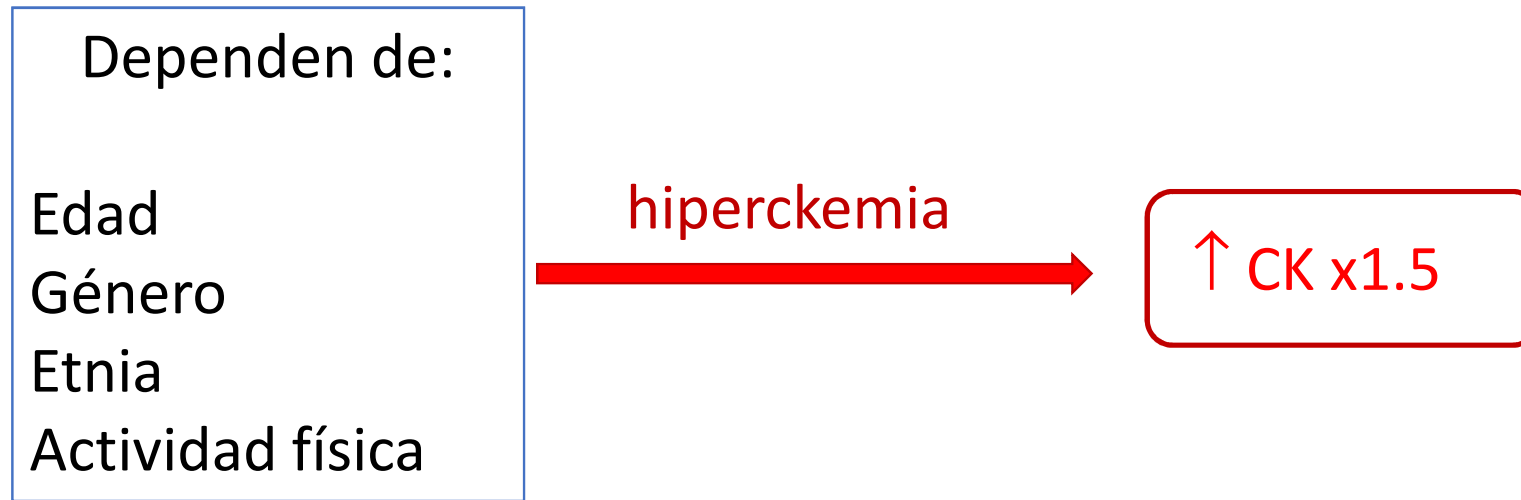 Dependen de:
Edad
Género
Etnia
Actividad física
hiperckemia
↑ CK x1.5